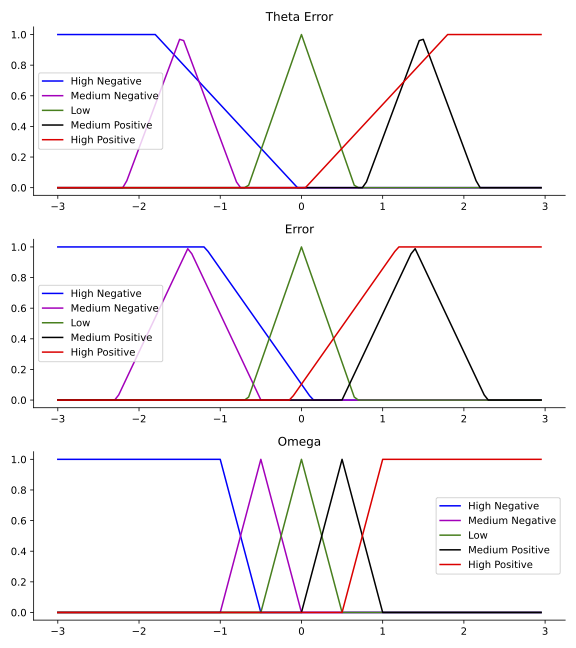 Theta Error
1.0
0.8
0.6
0.4
0.2
0.0
High Negative
Medium Negative
Low
Medium Positive
High Positive
−3 −2 −1 0 1 2 3
Error
1.0
0.8
0.6
0.4
0.2
0.0
High Negative
Medium Negative
Low
Medium Positive
High Positive
−3 −2 −1 0 1 2 3
Omega
1.0
0.8
0.6
0.4
0.2
0.0
High Negative
Medium Negative
Low
Medium Positive
High Positive
−3 −2 −1 0 1 2 3